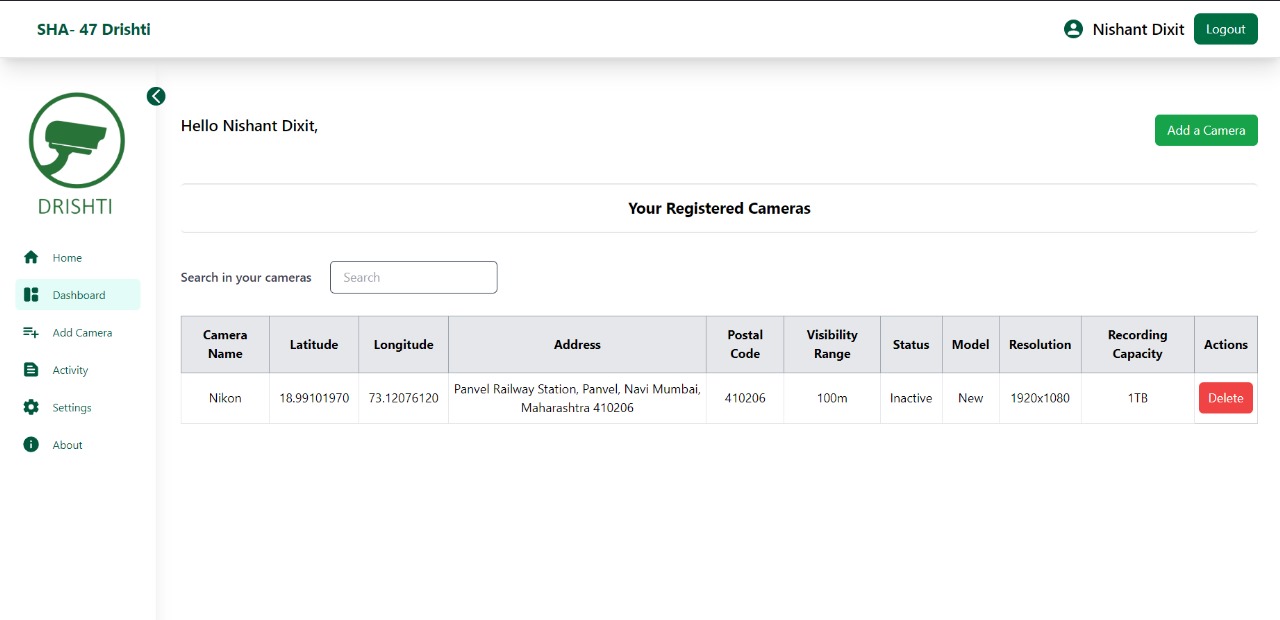 SHA- 47 Drishti
Nishant Dixit
Logout
DRISHTI
Home
Dashboard
Add Camera
Activity
Settings
About
Hello Nishant Dixit,
Add a Camera
Your Registered Cameras
Search in your cameras
Search
Camera Name
Latitude
Longitude
Address
Postal Code
Visibility Range
Status
Model
Resolution
Recording Capacity
Actions
Nikon
18.99101970
73.12076120
Panvel Railway Station, Panvel, Navi Mumbai,
Maharashtra 410206
410206
100m
Inactive
New
1920x1080
1TB
Delete